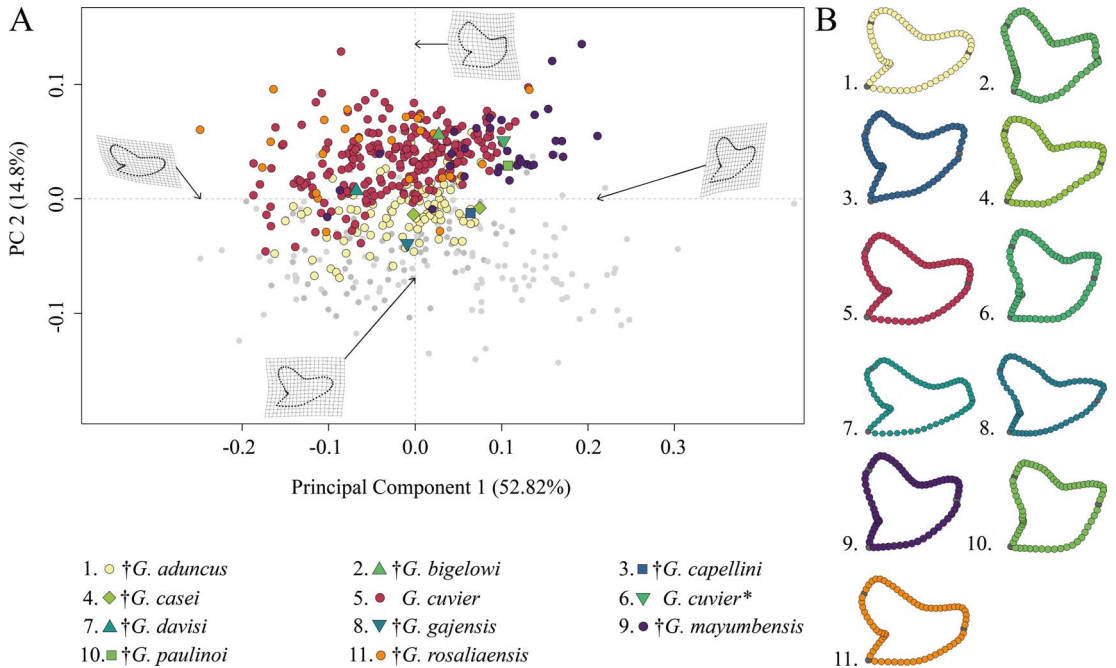 A
B
0.1
0.0
-0.1
PC 2 (14.8%)
-0.2
-0.1
0.0
0.1
0.2
0.3
Principal Component 1 (52.82%)
1.
2.
3.
4.
5.
6.
7.
8.
9.
10.
11.
1. †G. aduncus
2. †G. bigelowi
3. †G. capellini
4. †G. casei
5. G. cuvier
6. G. cuvier*
7. †G. davisi
8. †G. gajensis
9. †G. mayumbensis
10. †G. paulinoi
11. †G. rosaliaensis